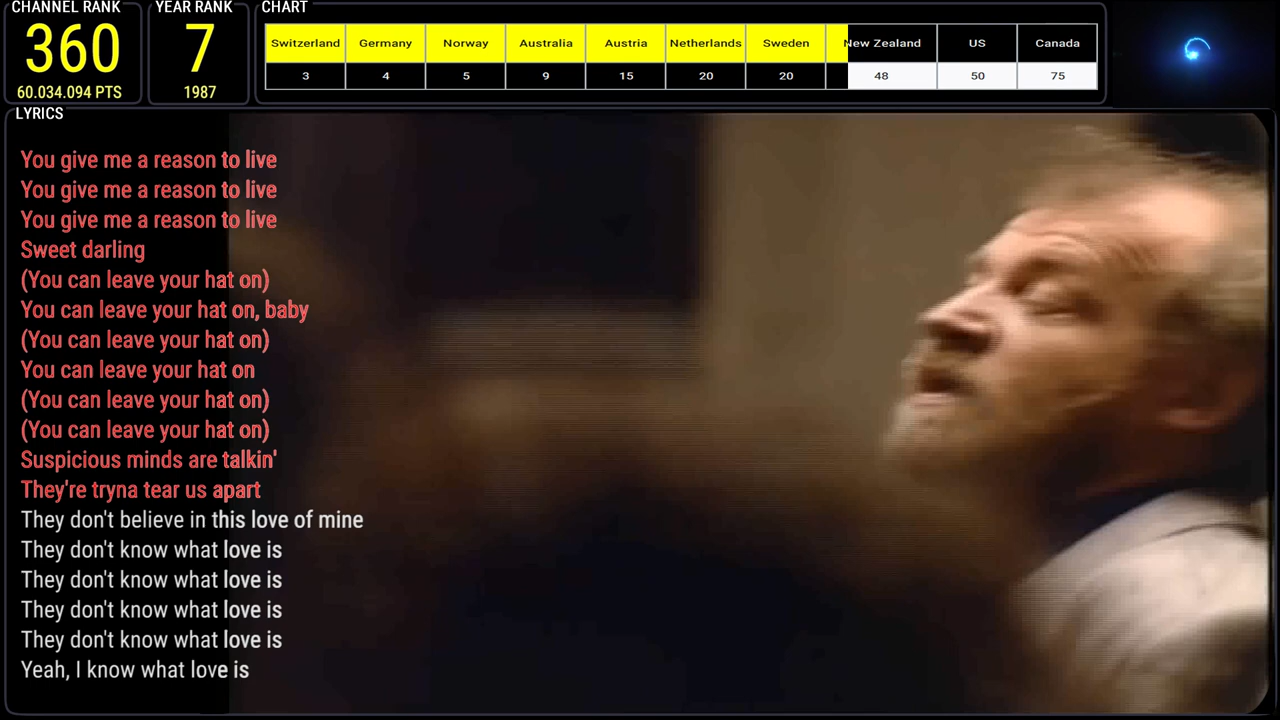 CHANNEL RANK
360
60.034.094 PTS
YEAR RANK
7
1987
CHART
Switzerland Germany Norway Australia Austria Netherlands Sweden New Zealand US Canada
3 4 5 9 15 20 20 48 50 75
LYRICS
You give me a reason to live
You give me a reason to live
You give me a reason to live
Sweet darling
(You can leave your hat on)
You can leave your hat on, baby
(You can leave your hat on)
You can leave your hat on
(You can leave your hat on)
(You can leave your hat on)
Suspicious minds are talkin'
They're tryna tear us apart
They don't believe in this love of mine
They don't know what love is
They don't know what love is
They don't know what love is
They don't know what love is
Yeah, I know what love is